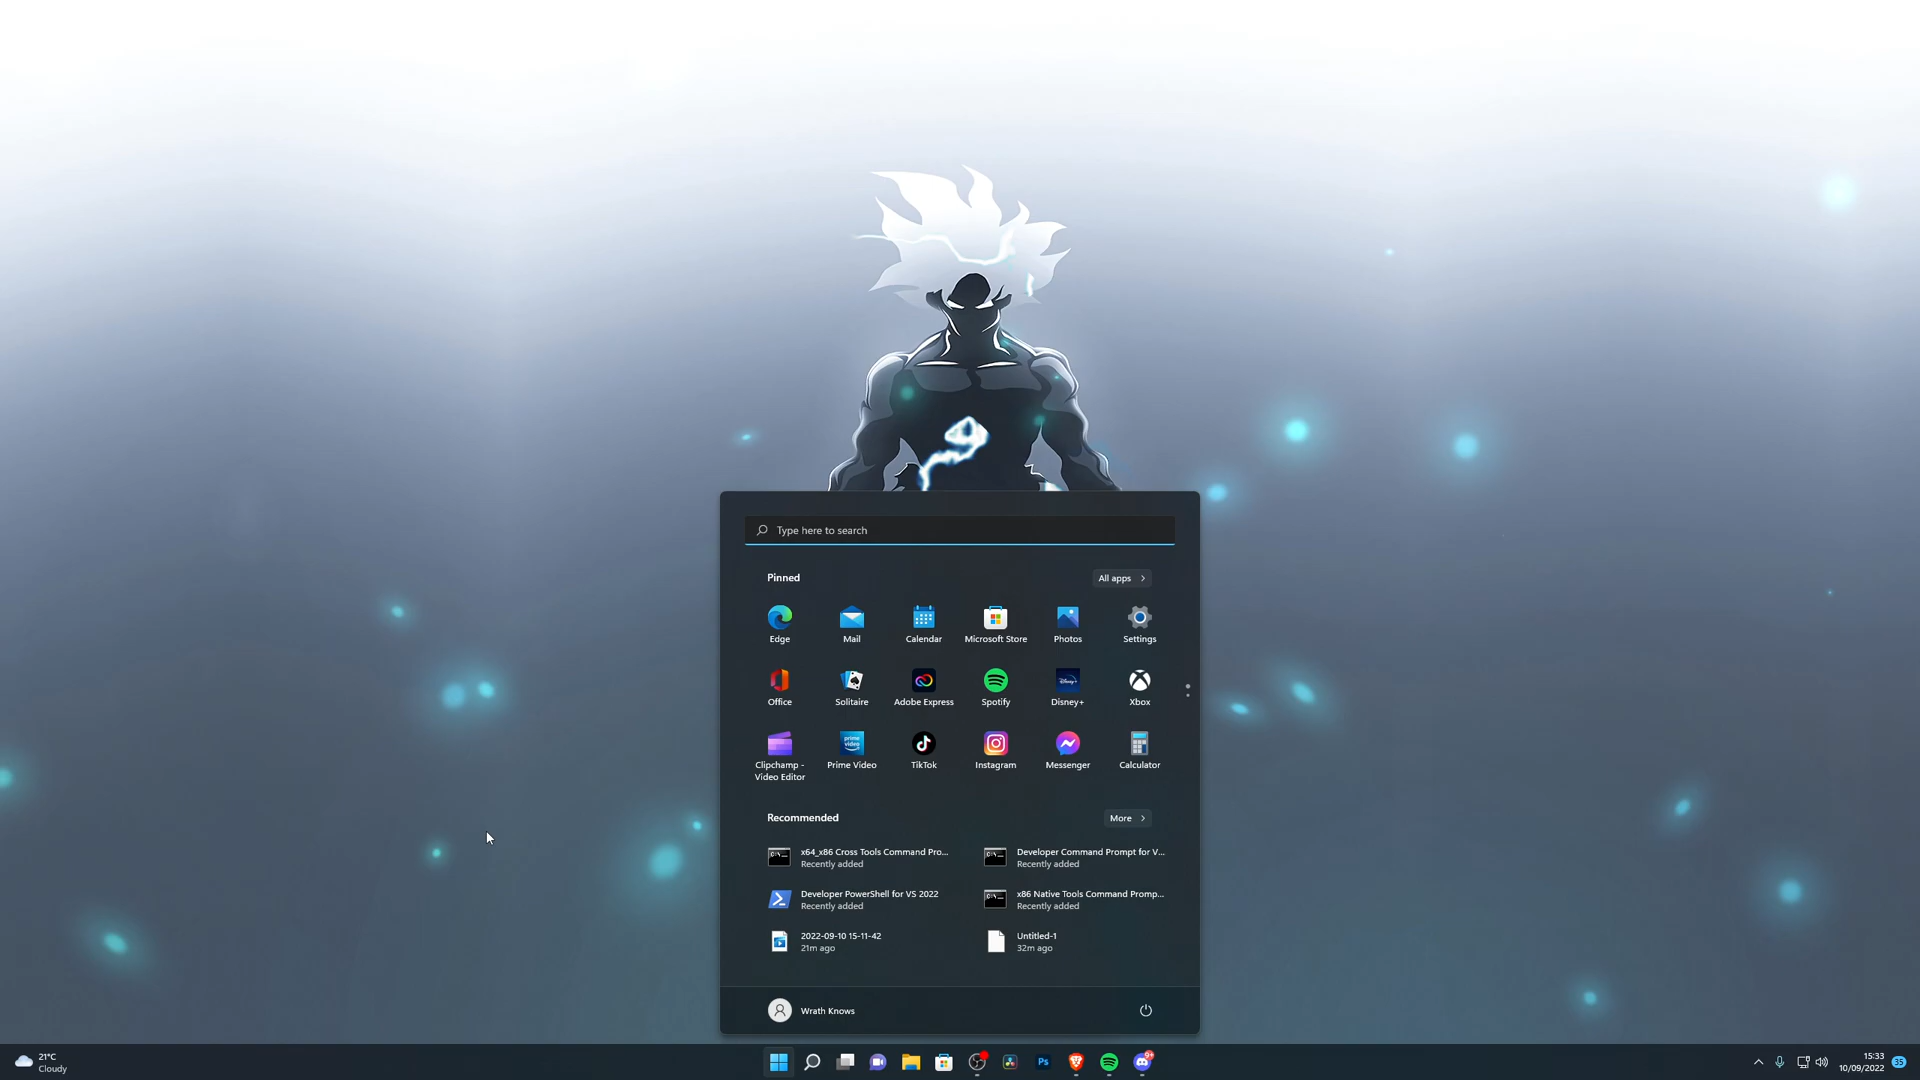 Type here to search
Pinned
All apps
Edge
Mail
Calendar
Microsoft Store
Photos
Settings
Office
Solitaire
Adobe Express
Spotify
Disney+
Xbox
Clipchamp -
Video Editor
Prime Video
TikTok
Instagram
Messenger
Calculator
Recommended
More
x64_x86 Cross Tools Command Pro...
Recently added
Developer Command Prompt for V...
Recently added
Developer PowerShell for VS 2022
Recently added
x86 Native Tools Command Promp...
Recently added
2022-09-10 15-11-42
21m ago
Untitled-1
32m ago
Wrath Knows
21°C
Cloudy
Ps
9+
15:33
10/09/2022
35